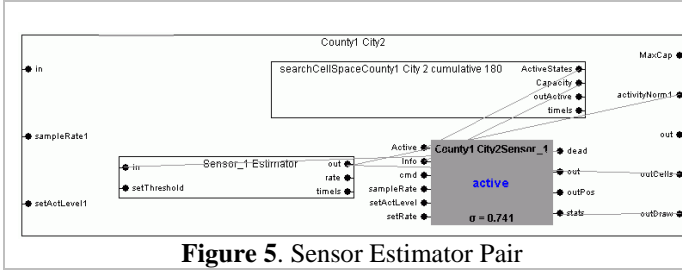 County1 City2
in
sampleRate1
setActLevel1
searchCellSpaceCounty1 City 2 cumulative 180
ActiveStates
Capacity
outActive
timeIs
Sensor_1 Estimator
in
setThreshold
out
rate
timeIs
County1 City2Sensor_1
active
σ = 0.741
Active
Info
cmd
sampleRate
setActLevel
setRate
dead
out
outPos
stats
MaxCap
activityNorm1
out
outCells
outDraw
Figure 5. Sensor Estimator Pair